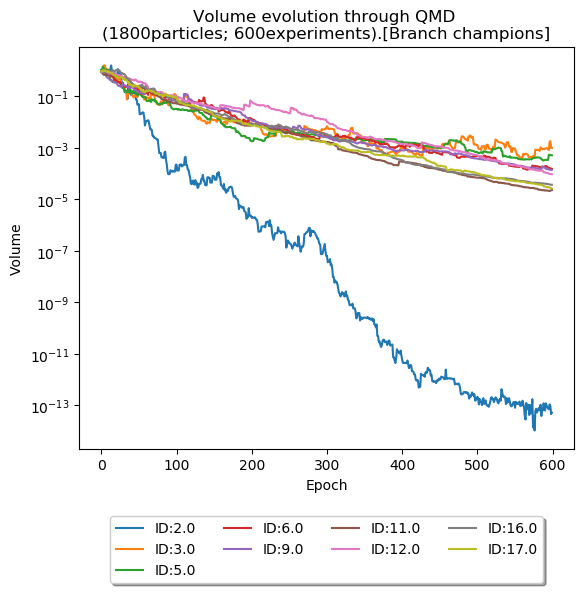 Volume evolution through QMD
(1800particles; 600experiments).[Branch champions]
Volume
10^{-1}
10^{-3}
10^{-5}
10^{-7}
10^{-9}
10^{-11}
10^{-13}
0 100 200 300 400 500 600
Epoch
ID:2.0 ID:6.0 ID:11.0 ID:16.0
ID:3.0 ID:9.0 ID:12.0 ID:17.0
ID:5.0